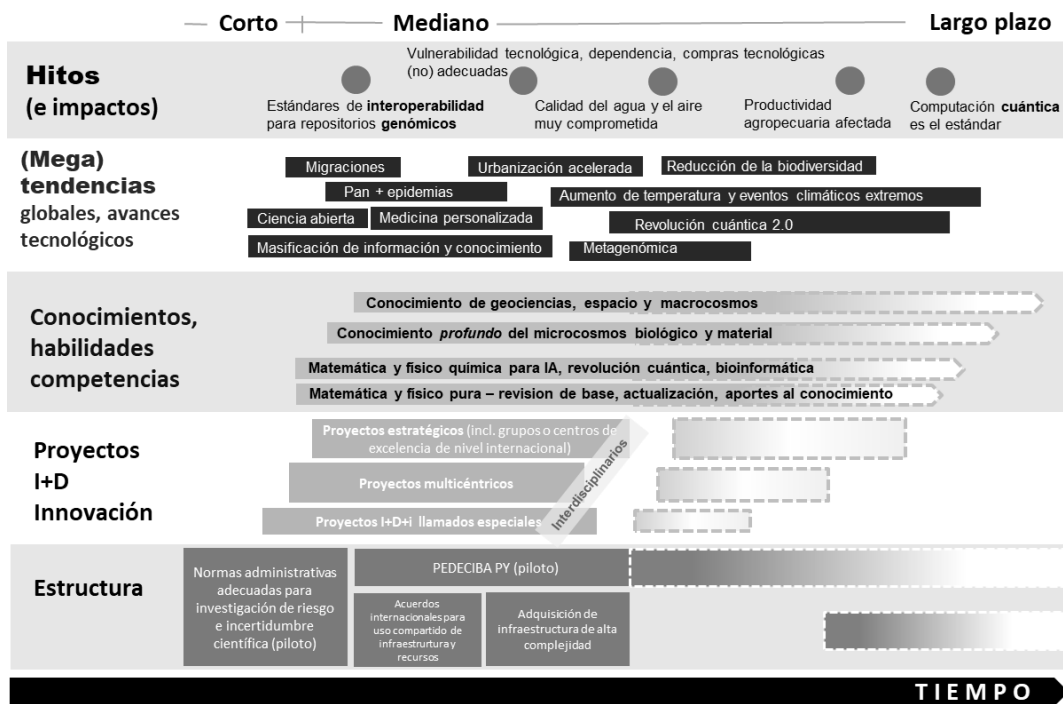 Corto
Mediano
Largo plazo
Hitos
(e impactos)
Vulnerabilidad tecnológica, dependencia, compras tecnológicas
(no) adecuadas
Estándares de interoperabilidad
para repositorios genómicos
Calidad del agua y el aire
muy comprometida
Productividad
agropecuaria afectada
Computación cuántica
es el estándar
(Mega)
tendencias
globales, avances
tecnológicos
Migraciones
Urbanización acelerada
Reducción de la biodiversidad
Pan + epidemias
Aumento de temperatura y eventos climáticos extremos
Ciencia abierta
Medicina personalizada
Revolución cuántica 2.0
Masificación de información y conocimiento
Metagenómica
Conocimientos,
habilidades
competencias
Conocimiento de geociencias, espacio y macrocosmos
Conocimiento profundo del microcosmos biológico y material
Matemática y fisico química para IA, revolución cuántica, bioinformática
Matemática y fisico pura – revision de base, actualización, aportes al conocimiento
Proyectos
I+D
Innovación
Proyectos estratégicos (incl. grupos o centros de
excelencia de nivel internacional)
Proyectos multicéntricos
Proyectos I+D+i llamados especiales
Interdisciplinarios
Estructura
Normas administrativas
adecuadas para
investigación de riesgo
e incertidumbre
científica (piloto)
PEDECIBA PY (piloto)
Acuerdos
internacionales para
uso compartido de
infraestrurtura y
recursos
Adquisición de
infraestructura de alta
complejidad
TIEMPO